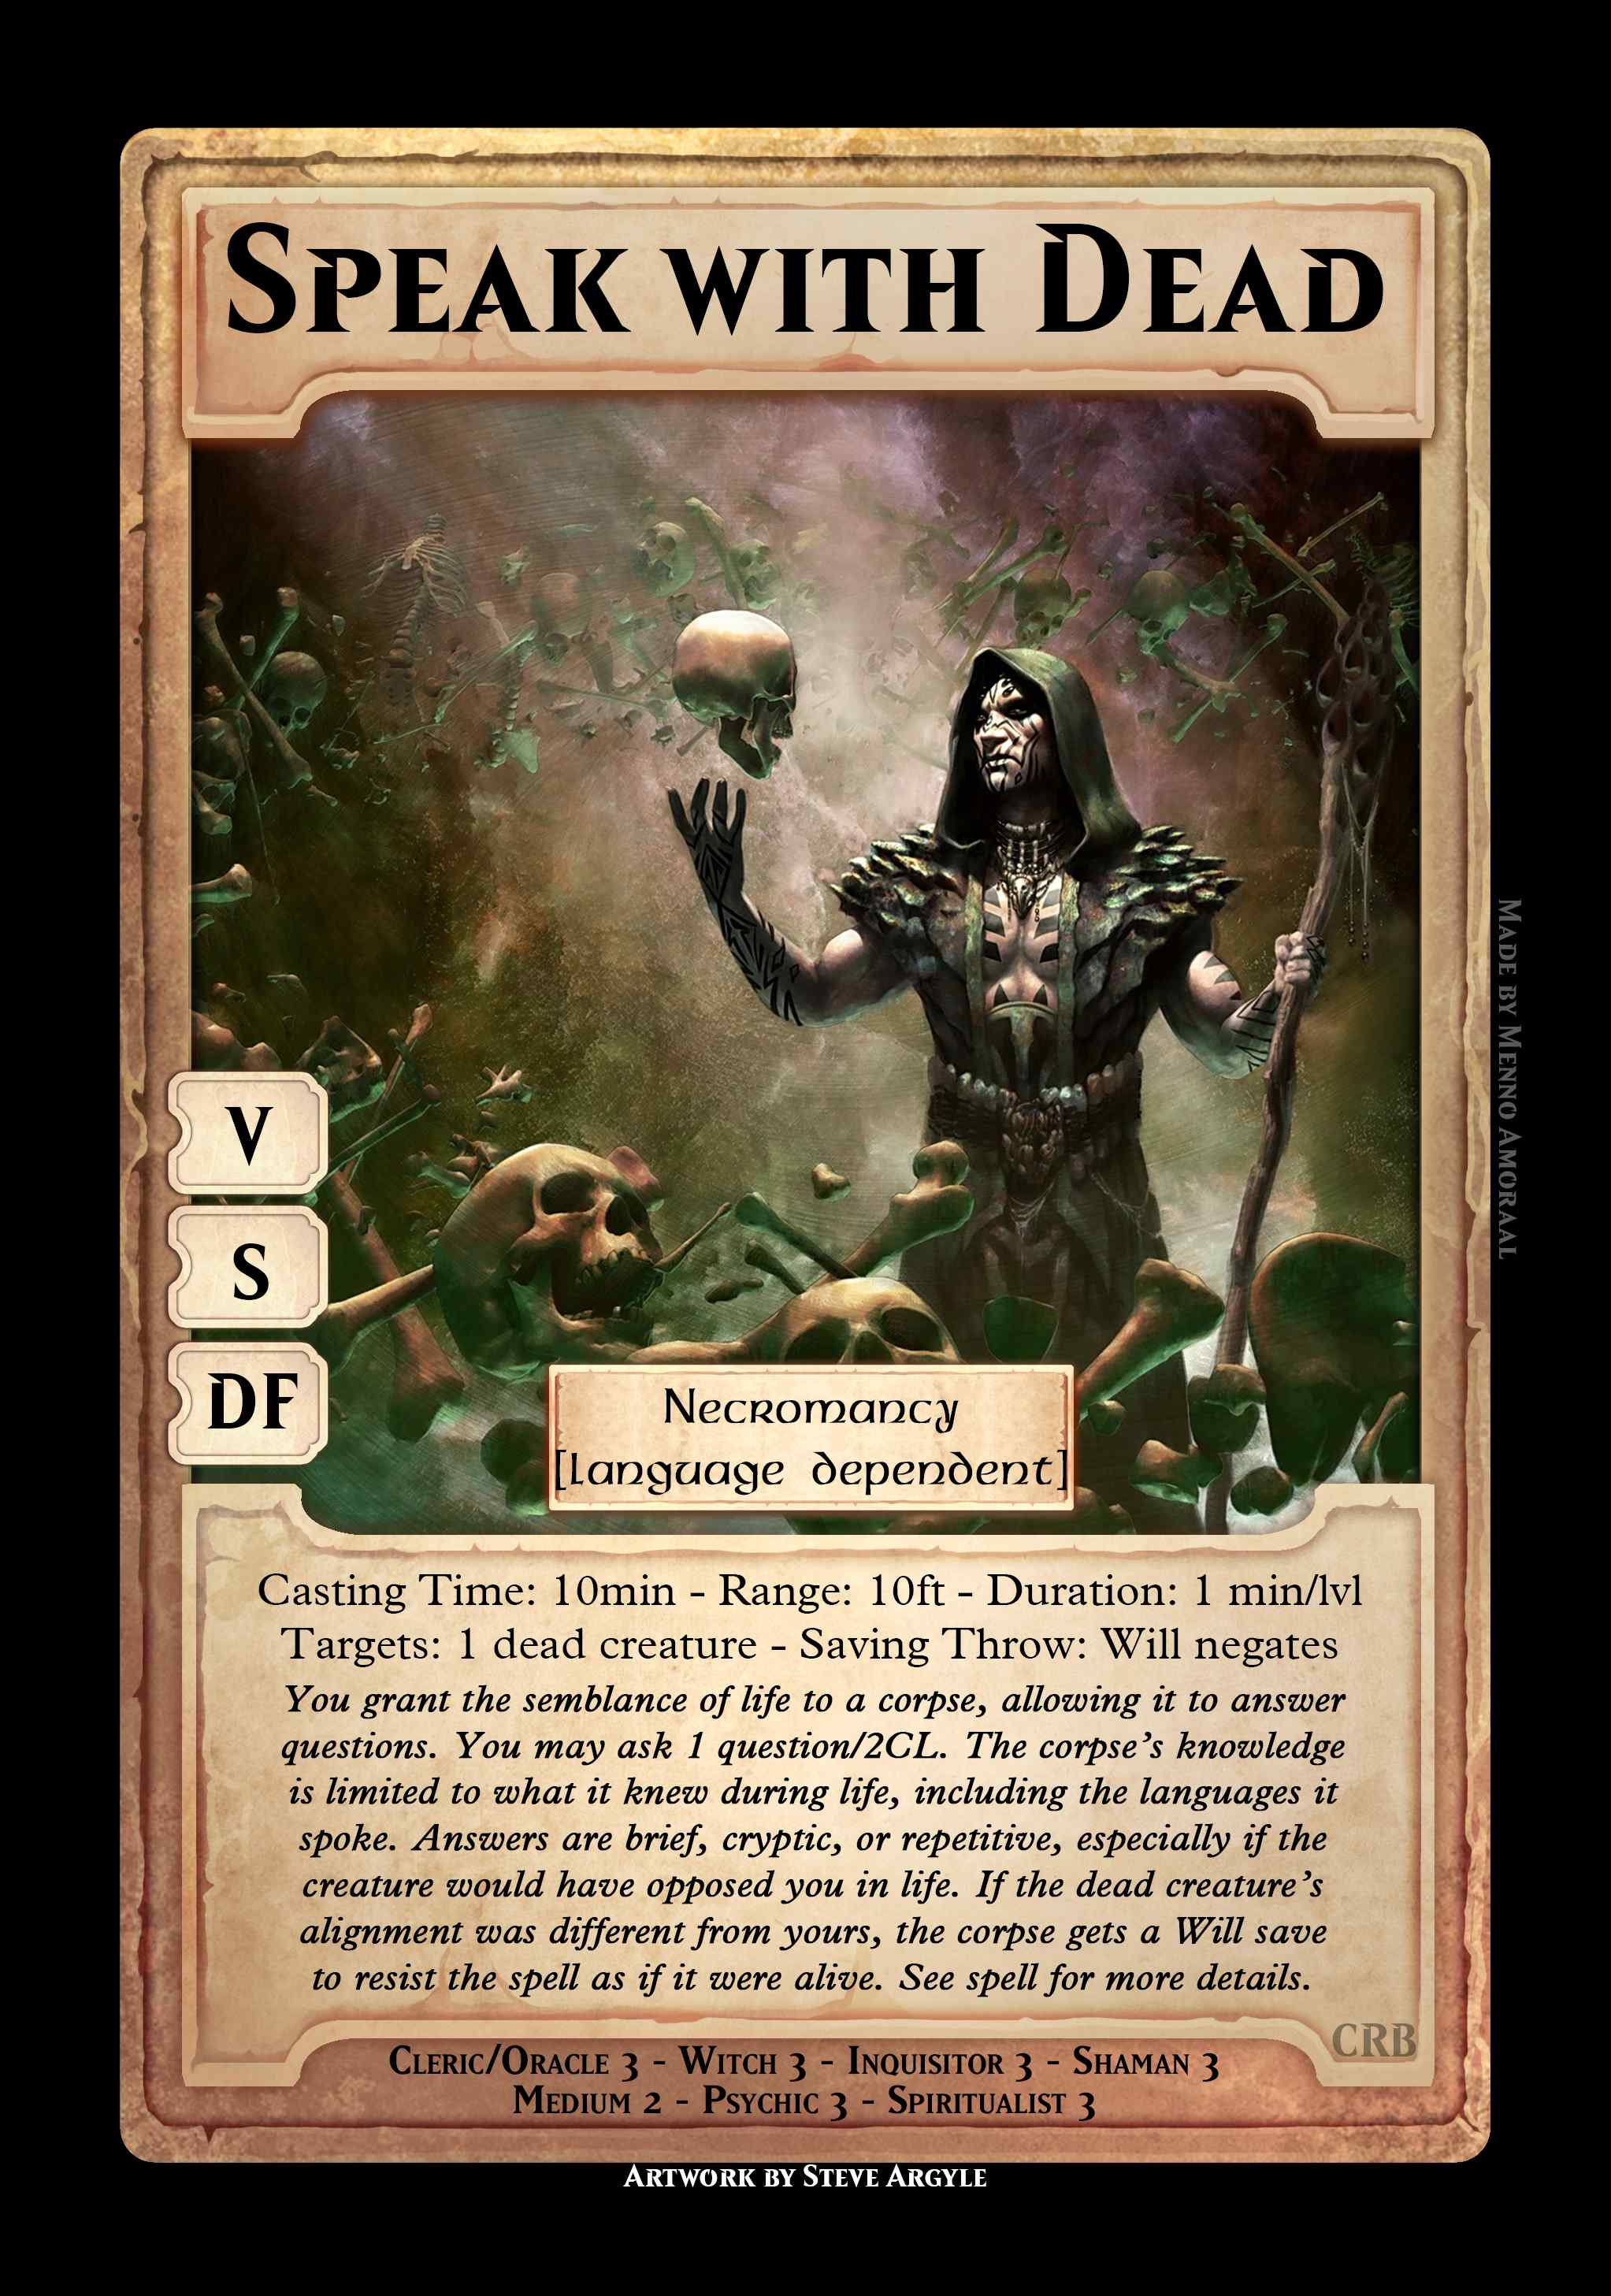 Speak with Dead
V
S
DF
Necromancy
[language dependent]
Casting Time: 10min - Range: 10ft - Duration: 1 min/lvl
Targets: 1 dead creature - Saving Throw: Will negates
You grant the semblance of life to a corpse, allowing it to answer
questions. You may ask 1 question/2CL. The corpse's knowledge
is limited to what it knew during life, including the languages it
spoke. Answers are brief, cryptic, or repetitive, especially if the
creature would have opposed you in life. If the dead creature's
alignment was different from yours, the corpse gets a Will save
to resist the spell as if it were alive. See spell for more details.
CRB
Cleric/Oracle 3 - Witch 3 - Inquisitor 3 - Shaman 3
Medium 2 - Psychic 3 - Spiritualist 3
Artwork by Steve Argyle
Made by Menno Amoraal